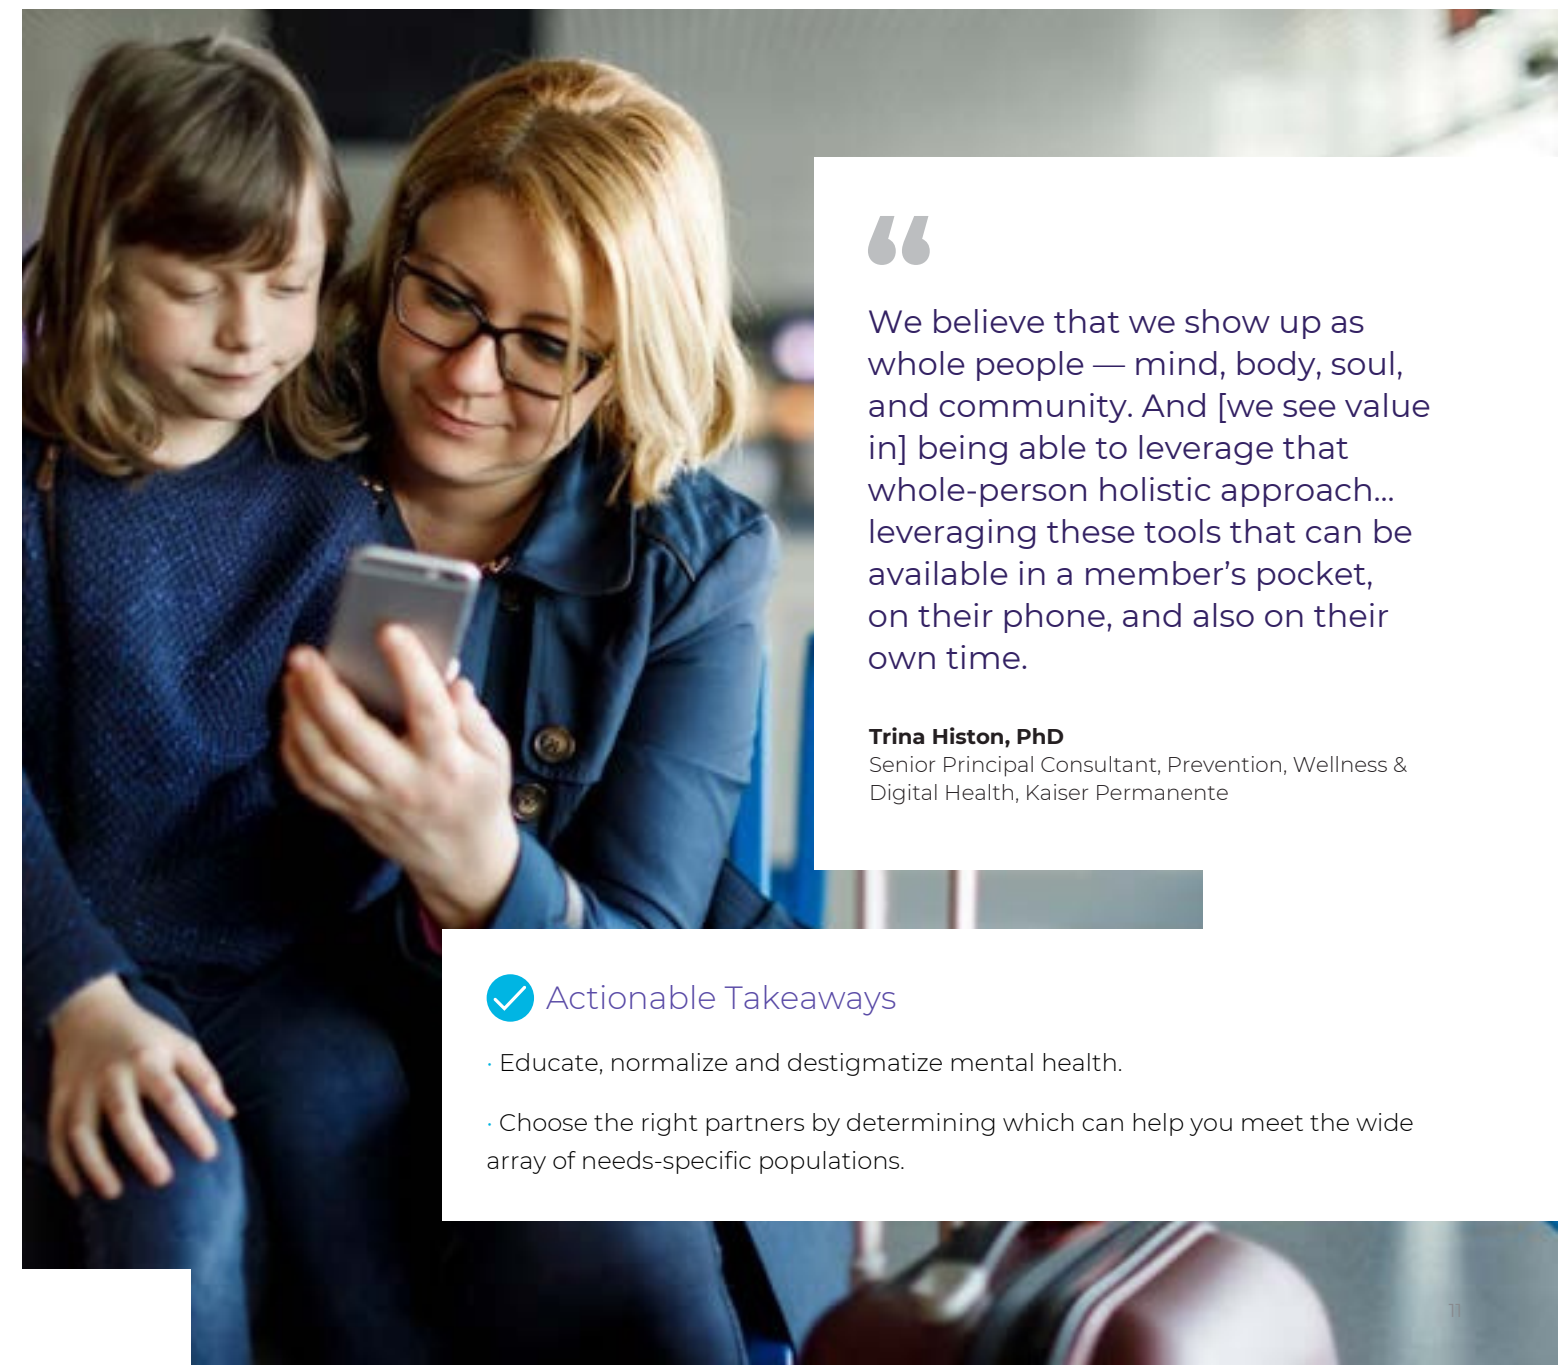 “
We believe that we show up as
whole people — mind, body, soul,
and community. And [we see value
in] being able to leverage that
whole-person holistic approach...
leveraging these tools that can be
available in a member’s pocket,
on their phone, and also on their
own time.
Trina Histon, PhD
Senior Principal Consultant, Prevention, Wellness &
Digital Health, Kaiser Permanente
Actionable Takeaways
· Educate, normalize and destigmatize mental health.
· Choose the right partners by determining which can help you meet the wide
array of needs-specific populations.
11